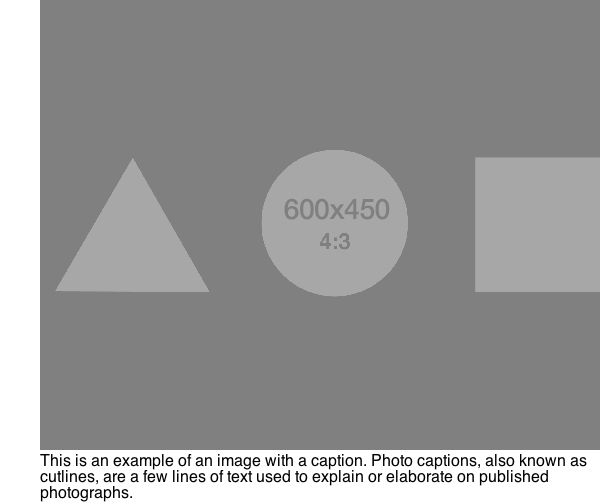 600x450
4:3
This is an example of an image with a caption. Photo captions, also known as
cutlines, are a few lines of text used to explain or elaborate on published
photographs.